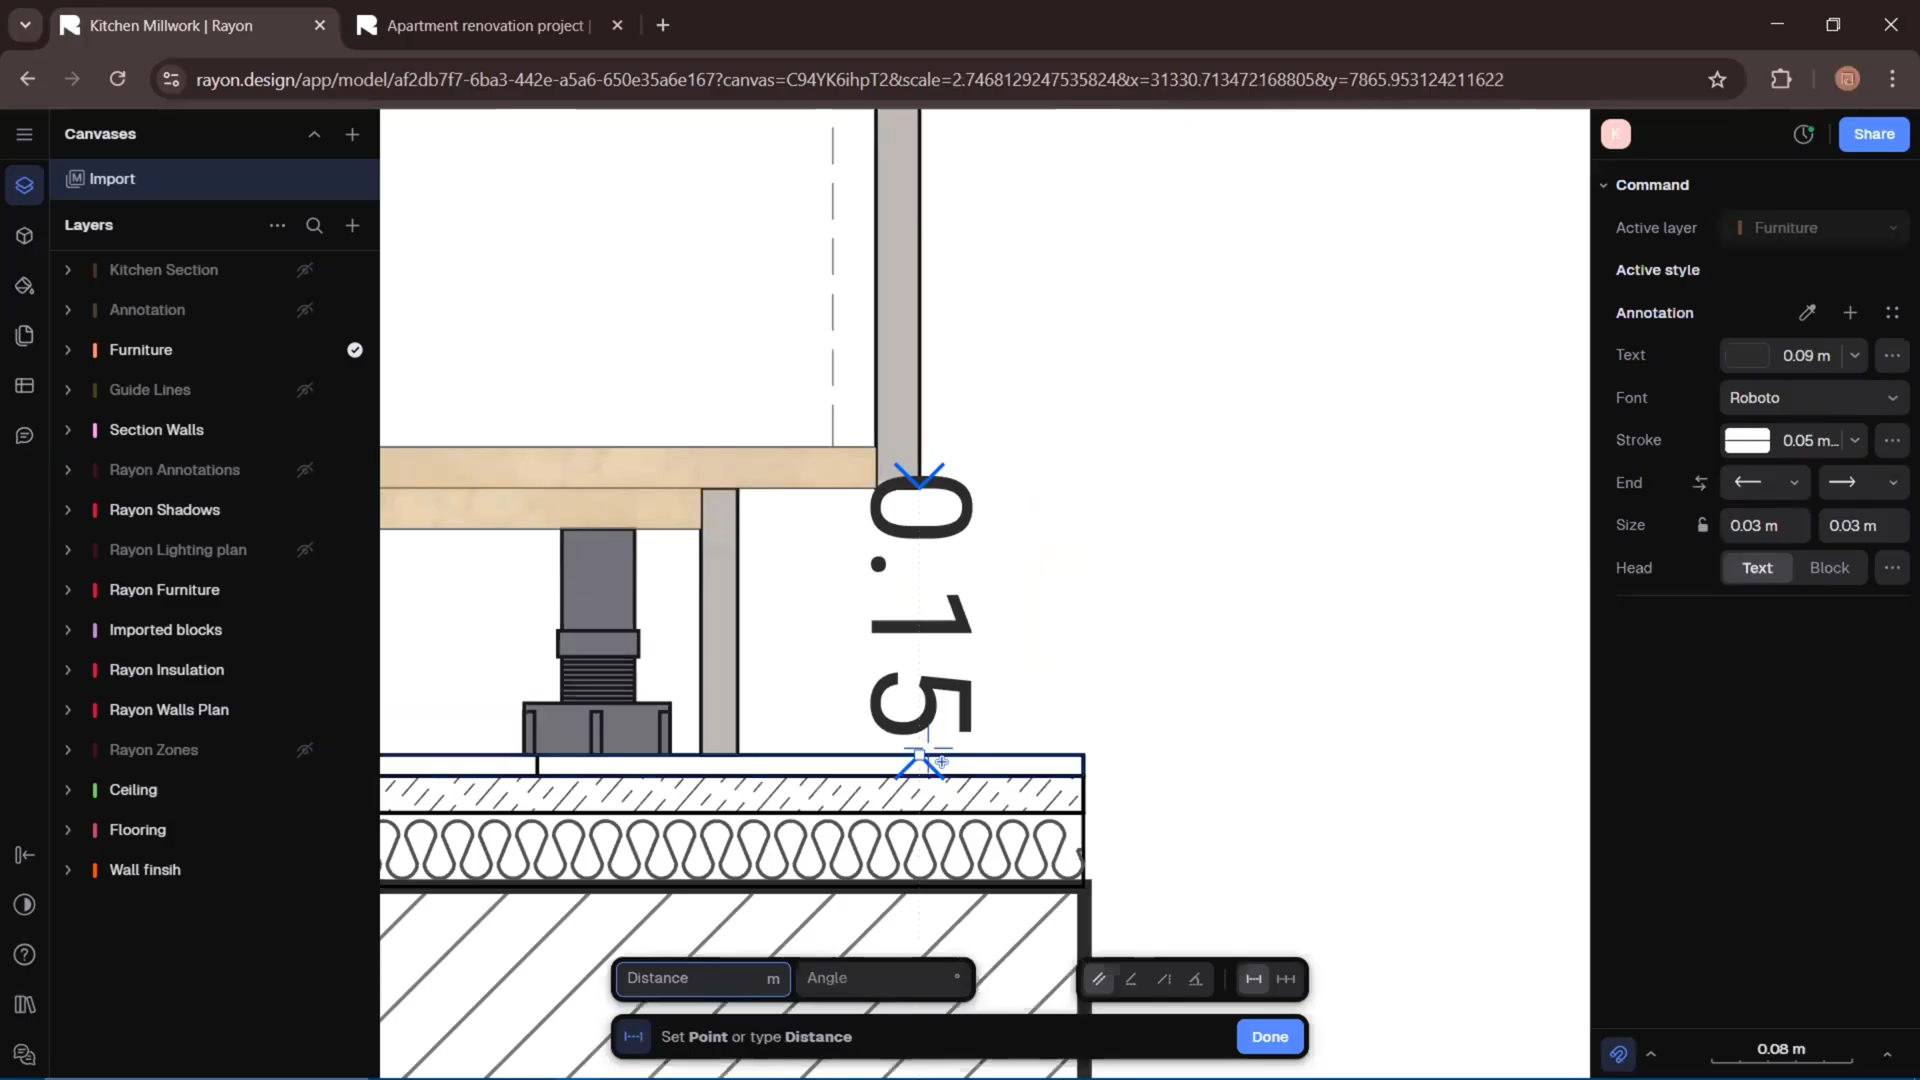 Kitchen Millwork | Rayon
Apartment renovation project |
rayon.design/app/model/af2db7f7-6ba3-442e-a5a6-650e35a6e167?canvas=C94YK6ihpT2&scale=2.7468129247535824&x=31330.713472168805&y=7865.953124211622
Canvases
Import
Layers
Kitchen Section
Annotation
Furniture
Guide Lines
Section Walls
Rayon Annotations
Rayon Shadows
Rayon Lighting plan
Rayon Furniture
Imported blocks
Rayon Insulation
Rayon Walls Plan
Rayon Zones
Ceiling
Flooring
Wall finsih
0.15
Distance m Angle °
Set Point or type Distance
Done
K
Share
Command
Active layer Furniture
Active style
Annotation
Text 0.09 m
Font Roboto
Stroke 0.05 m...
End
Size 0.03 m 0.03 m
Head Text Block
0.08 m